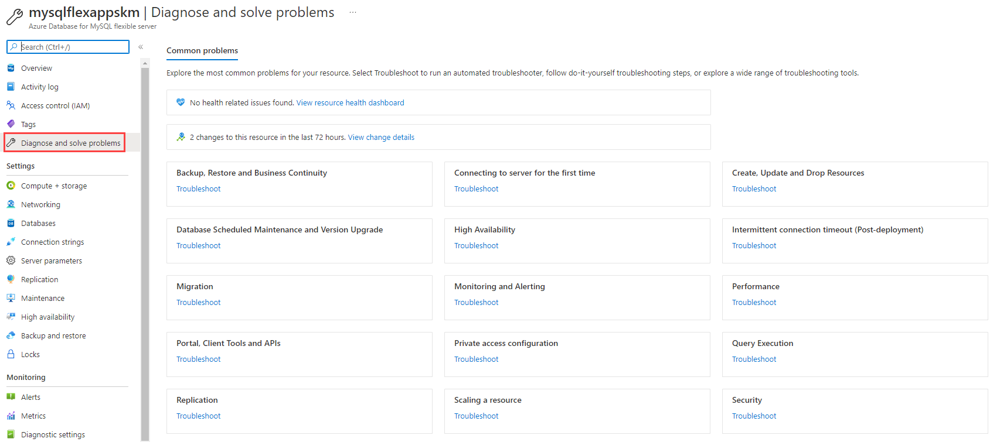 mysqlflexappskm | Diagnose and solve problems ...
Azure Database for MySQL flexible server
Search (Ctrl+/)
«
Overview
Activity log
Access control (IAM)
Tags
Diagnose and solve problems
Settings
Compute + storage
Networking
Databases
Connection strings
Server parameters
Replication
Maintenance
High availability
Backup and restore
Locks
Monitoring
Alerts
Metrics
Diagnostic settings
Common problems
Explore the most common problems for your resource. Select Troubleshoot to run an automated troubleshooter, follow do-it-yourself troubleshooting steps, or explore a wide range of troubleshooting tools.
No health related issues found. View resource health dashboard
2 changes to this resource in the last 72 hours. View change details
Backup, Restore and Business Continuity
Troubleshoot
Connecting to server for the first time
Troubleshoot
Create, Update and Drop Resources
Troubleshoot
Database Scheduled Maintenance and Version Upgrade
Troubleshoot
High Availability
Troubleshoot
Intermittent connection timeout (Post-deployment)
Troubleshoot
Migration
Troubleshoot
Monitoring and Alerting
Troubleshoot
Performance
Troubleshoot
Portal, Client Tools and APIs
Troubleshoot
Private access configuration
Troubleshoot
Query Execution
Troubleshoot
Replication
Troubleshoot
Scaling a resource
Troubleshoot
Security
Troubleshoot